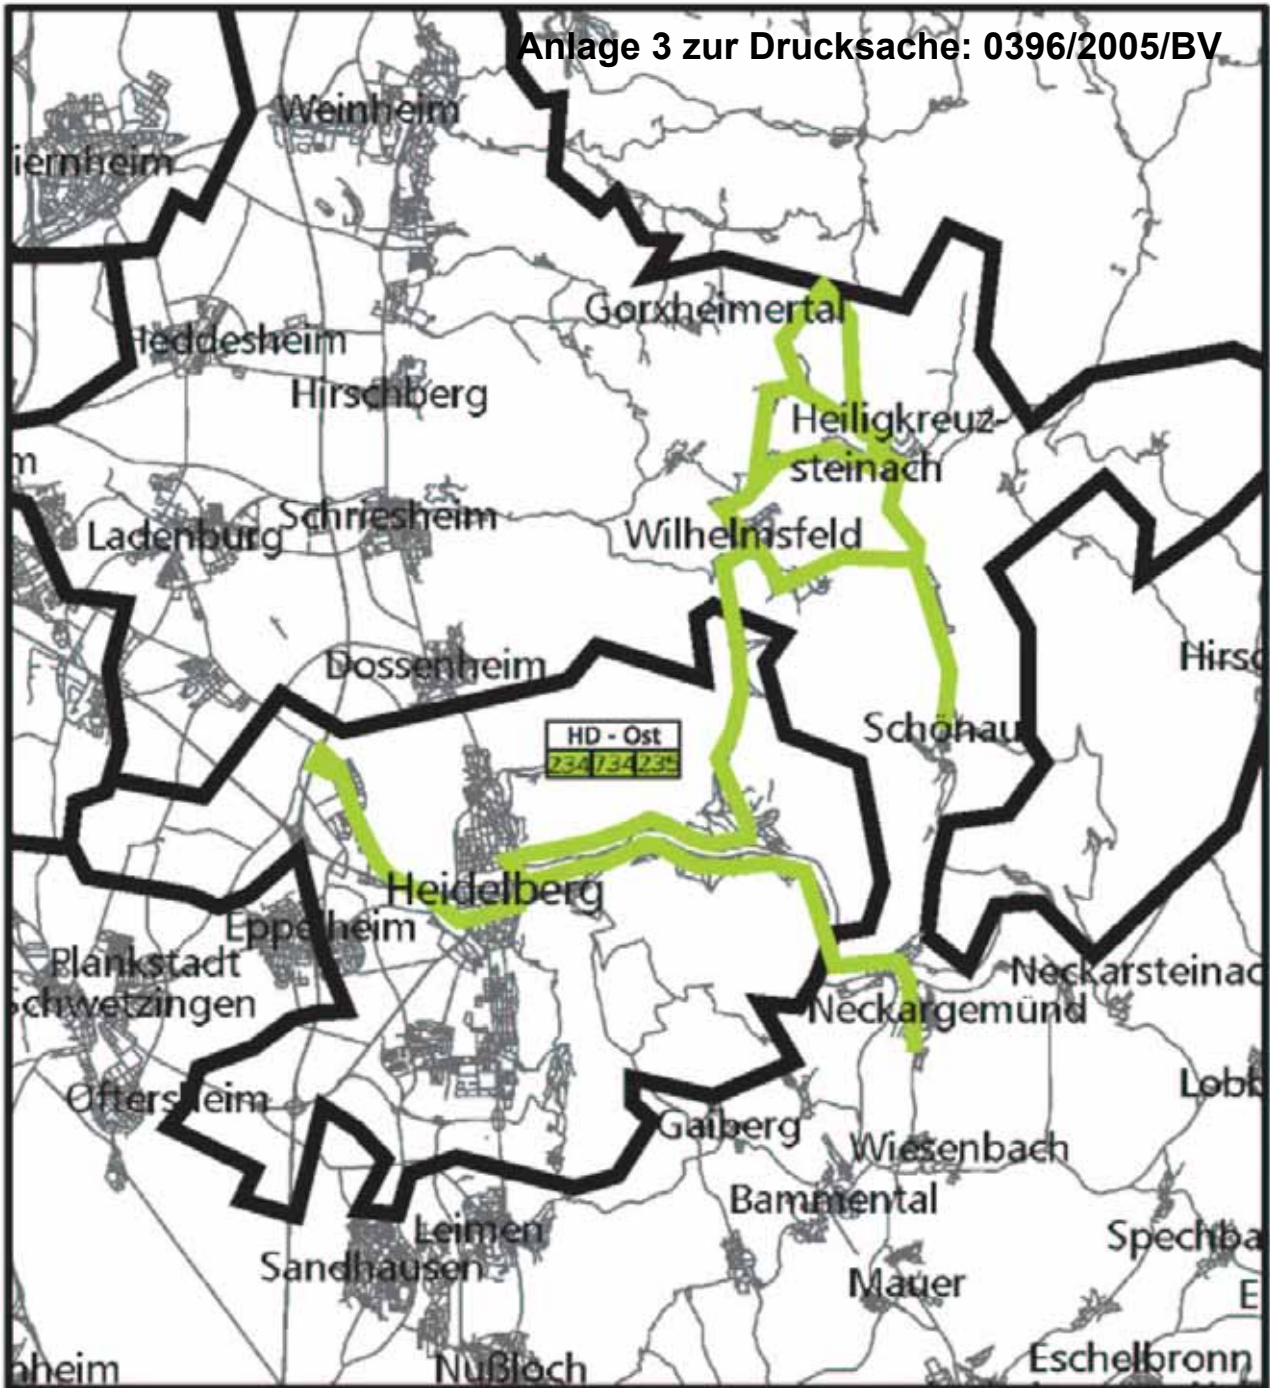 Anlage 3 zur Drucksache: 0396/2005/BV
Weinheim
iernheim
Gorxheimertal
Heddesheim
Hirschberg
Heiligkreuz-
steinach
m
Schriesheim
Ladenburg
Wilhelmsfeld
Dossenheim
Hirsc
Schönau
HD - Ost
234 734 235
Heidelberg
Eppelheim
Plankstadt
Schwetzingen
Neckarsteinac
Neckargemünd
Oftersheim
Lobb
Gaiberg
Wiesenbach
Bammental
Leimen
Spechba
Sandhausen
Mauer
E
nheim
Nußloch
Eschelbronn